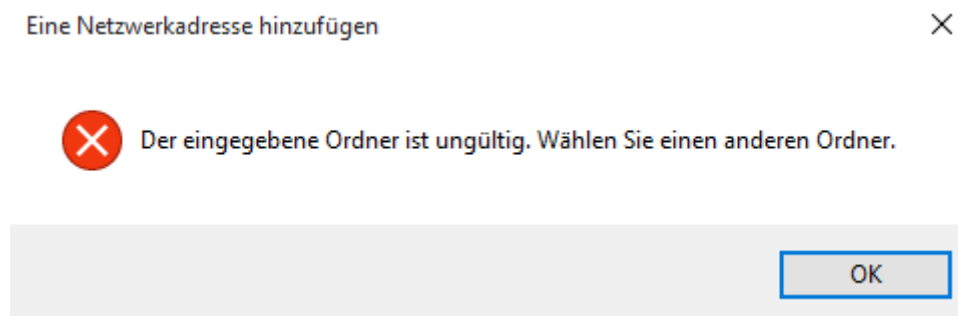 Eine Netzwerkadresse hinzufügen
Der eingegebene Ordner ist ungültig. Wählen Sie einen anderen Ordner.
OK